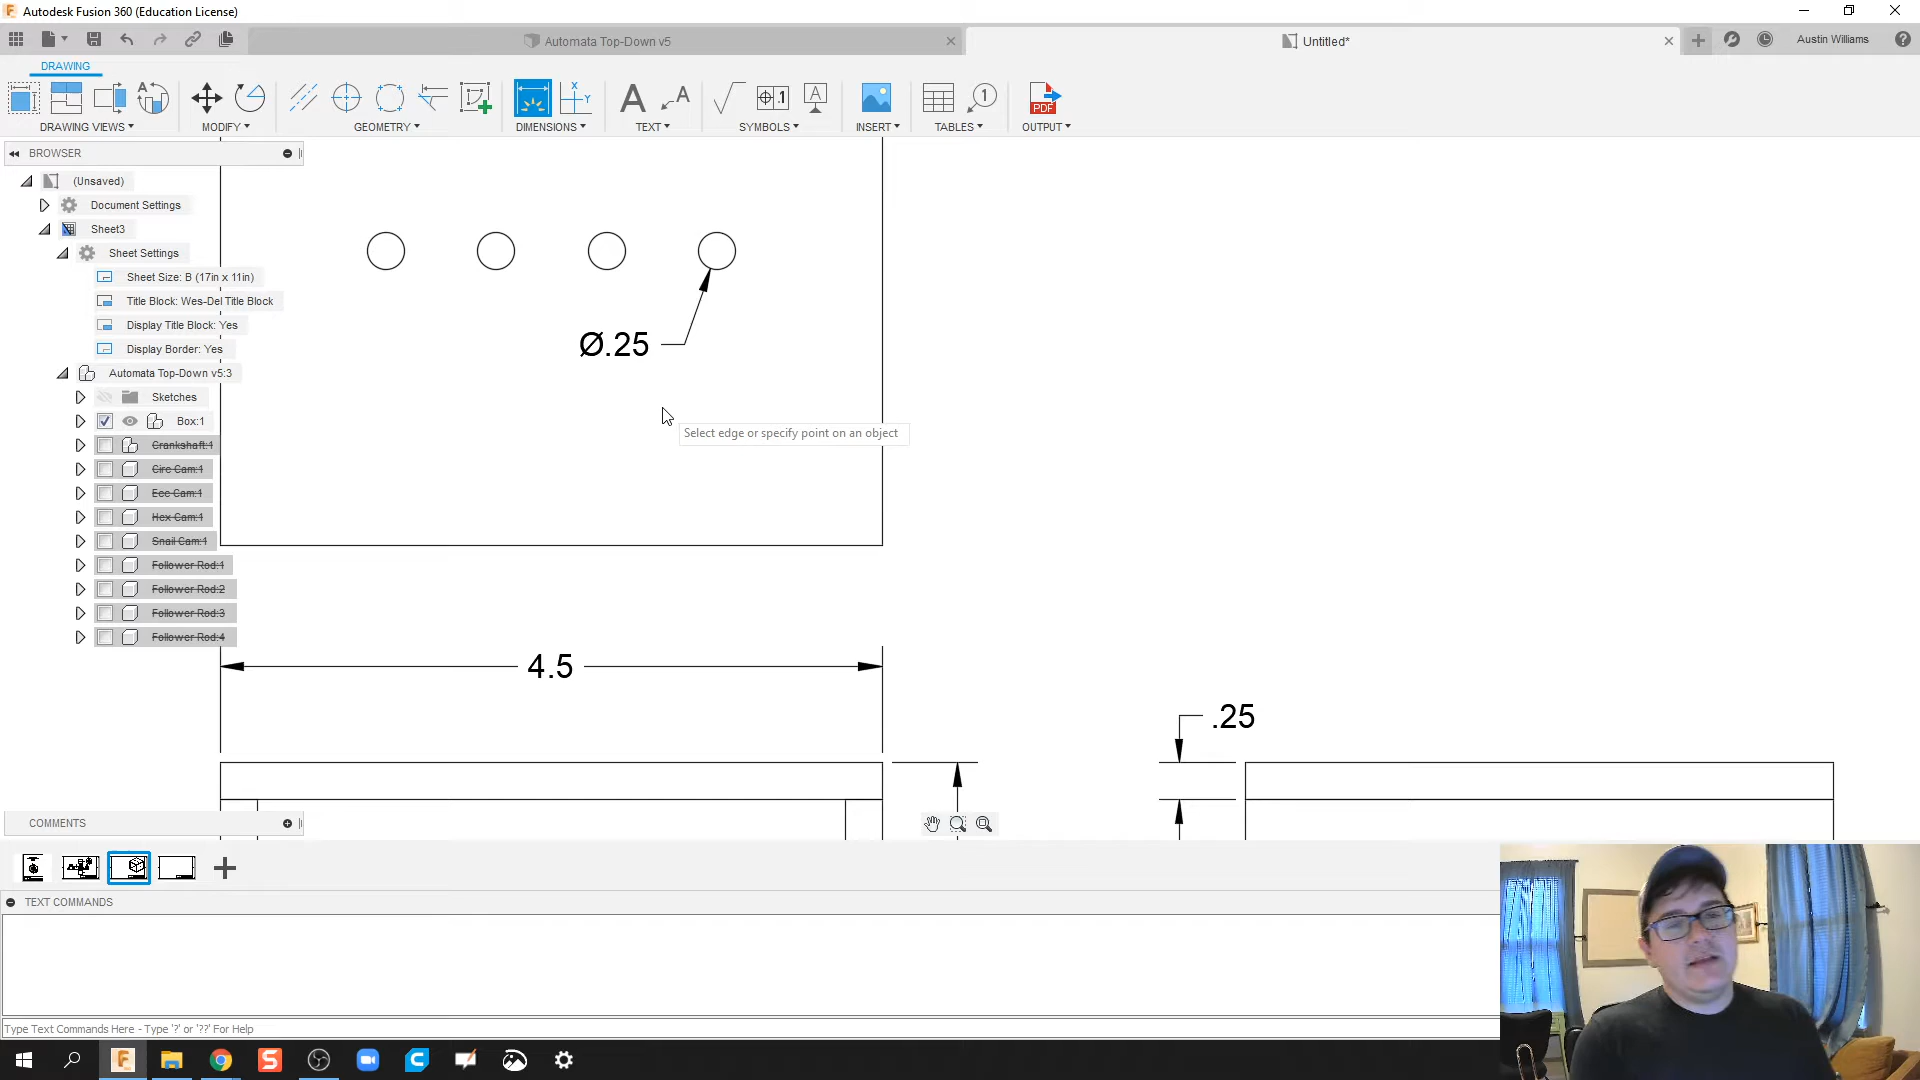 Autodesk Fusion 360 (Education License)
Automata Top-Down v5
Untitled*
Austin Williams
DRAWING
DRAWING VIEWS
MODIFY
GEOMETRY
DIMENSIONS
TEXT
SYMBOLS
INSERT
TABLES
OUTPUT
BROWSER
(Unsaved)
Document Settings
Sheet3
Sheet Settings
Sheet Size: B (17in x 11in)
Title Block: Wes-Del Title Block
Display Title Block: Yes
Display Border: Yes
Automata Top-Down v5:3
Sketches
Box:1
Crankshaft:1
Circ Cam:1
Ecc Cam:1
Hex Cam:1
Snail Cam:1
Follower Rod:1
Follower Rod:2
Follower Rod:3
Follower Rod:4
Ø.25
Select edge or specify point on an object
4.5
.25
COMMENTS
TEXT COMMANDS
Type Text Commands Here - Type '?' or '??' For Help